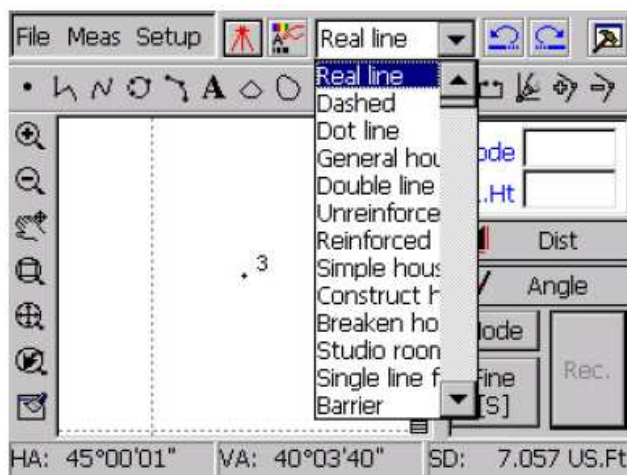 File Meas Setup Real line
A
Real line
Dashed
Dot line
General hou
Double line
Unreinforce
Reinforced
Simple hous
Construct h
Breaken ho
Studio room
Single line f
Barrier
ode
.Ht
Dist
Angle
ode
Fine
[S]
Rec.
3
HA: 45°00'01" VA: 40°03'40" SD: 7.057 US.Ft